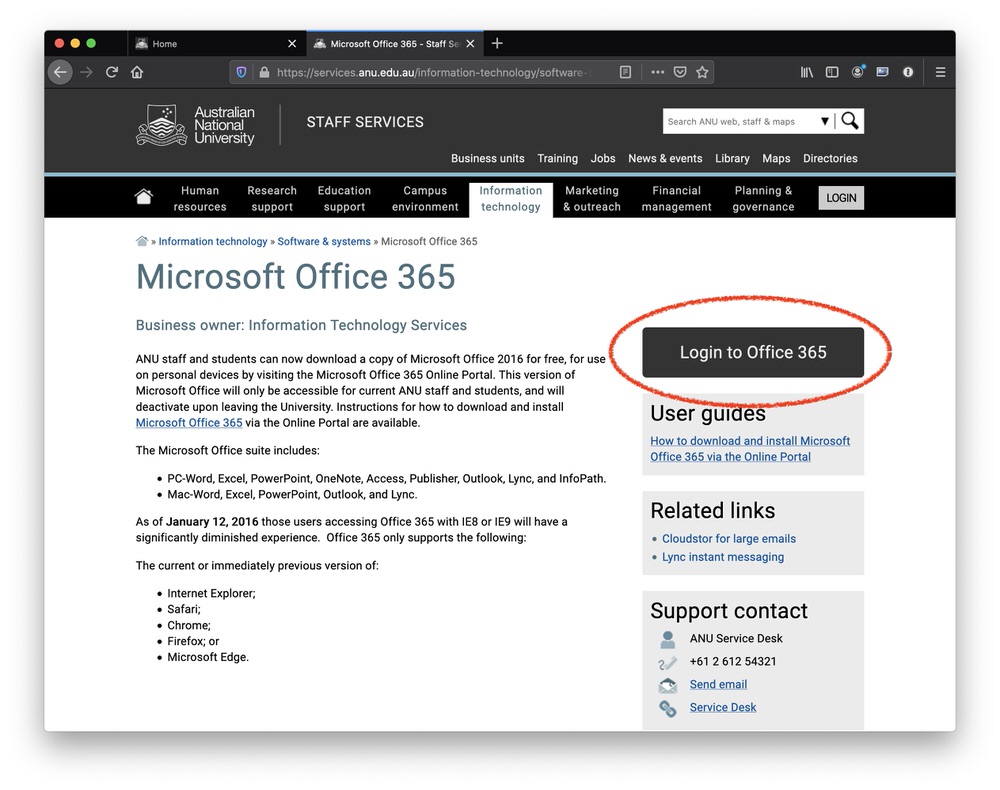 Home
Microsoft Office 365 - Staff Se
https://services.anu.edu.au/information-technology/software-
Australian
National
University
STAFF SERVICES
Search ANU web, staff & maps
Business units Training Jobs News & events Library Maps Directories
Human
resources
Research
support
Education
support
Campus
environment
Information
technology
Marketing
& outreach
Financial
management
Planning &
governance
LOGIN
» Information technology » Software & systems » Microsoft Office 365
Microsoft Office 365
Business owner: Information Technology Services
ANU staff and students can now download a copy of Microsoft Office 2016 for free, for use
on personal devices by visiting the Microsoft Office 365 Online Portal. This version of
Microsoft Office will only be accessible for current ANU staff and students, and will
deactivate upon leaving the University. Instructions for how to download and install
Microsoft Office 365 via the Online Portal are available.
The Microsoft Office suite includes:
• PC-Word, Excel, PowerPoint, OneNote, Access, Publisher, Outlook, Lync, and InfoPath.
• Mac-Word, Excel, PowerPoint, Outlook, and Lync.
As of January 12, 2016 those users accessing Office 365 with IE8 or IE9 will have a
significantly diminished experience. Office 365 only supports the following:
The current or immediately previous version of:
• Internet Explorer;
• Safari;
• Chrome;
• Firefox; or
• Microsoft Edge.
Login to Office 365
User guides
How to download and install Microsoft
Office 365 via the Online Portal
Related links
• Cloudstor for large emails
• Lync instant messaging
Support contact
ANU Service Desk
+61 2 612 54321
Send email
Service Desk